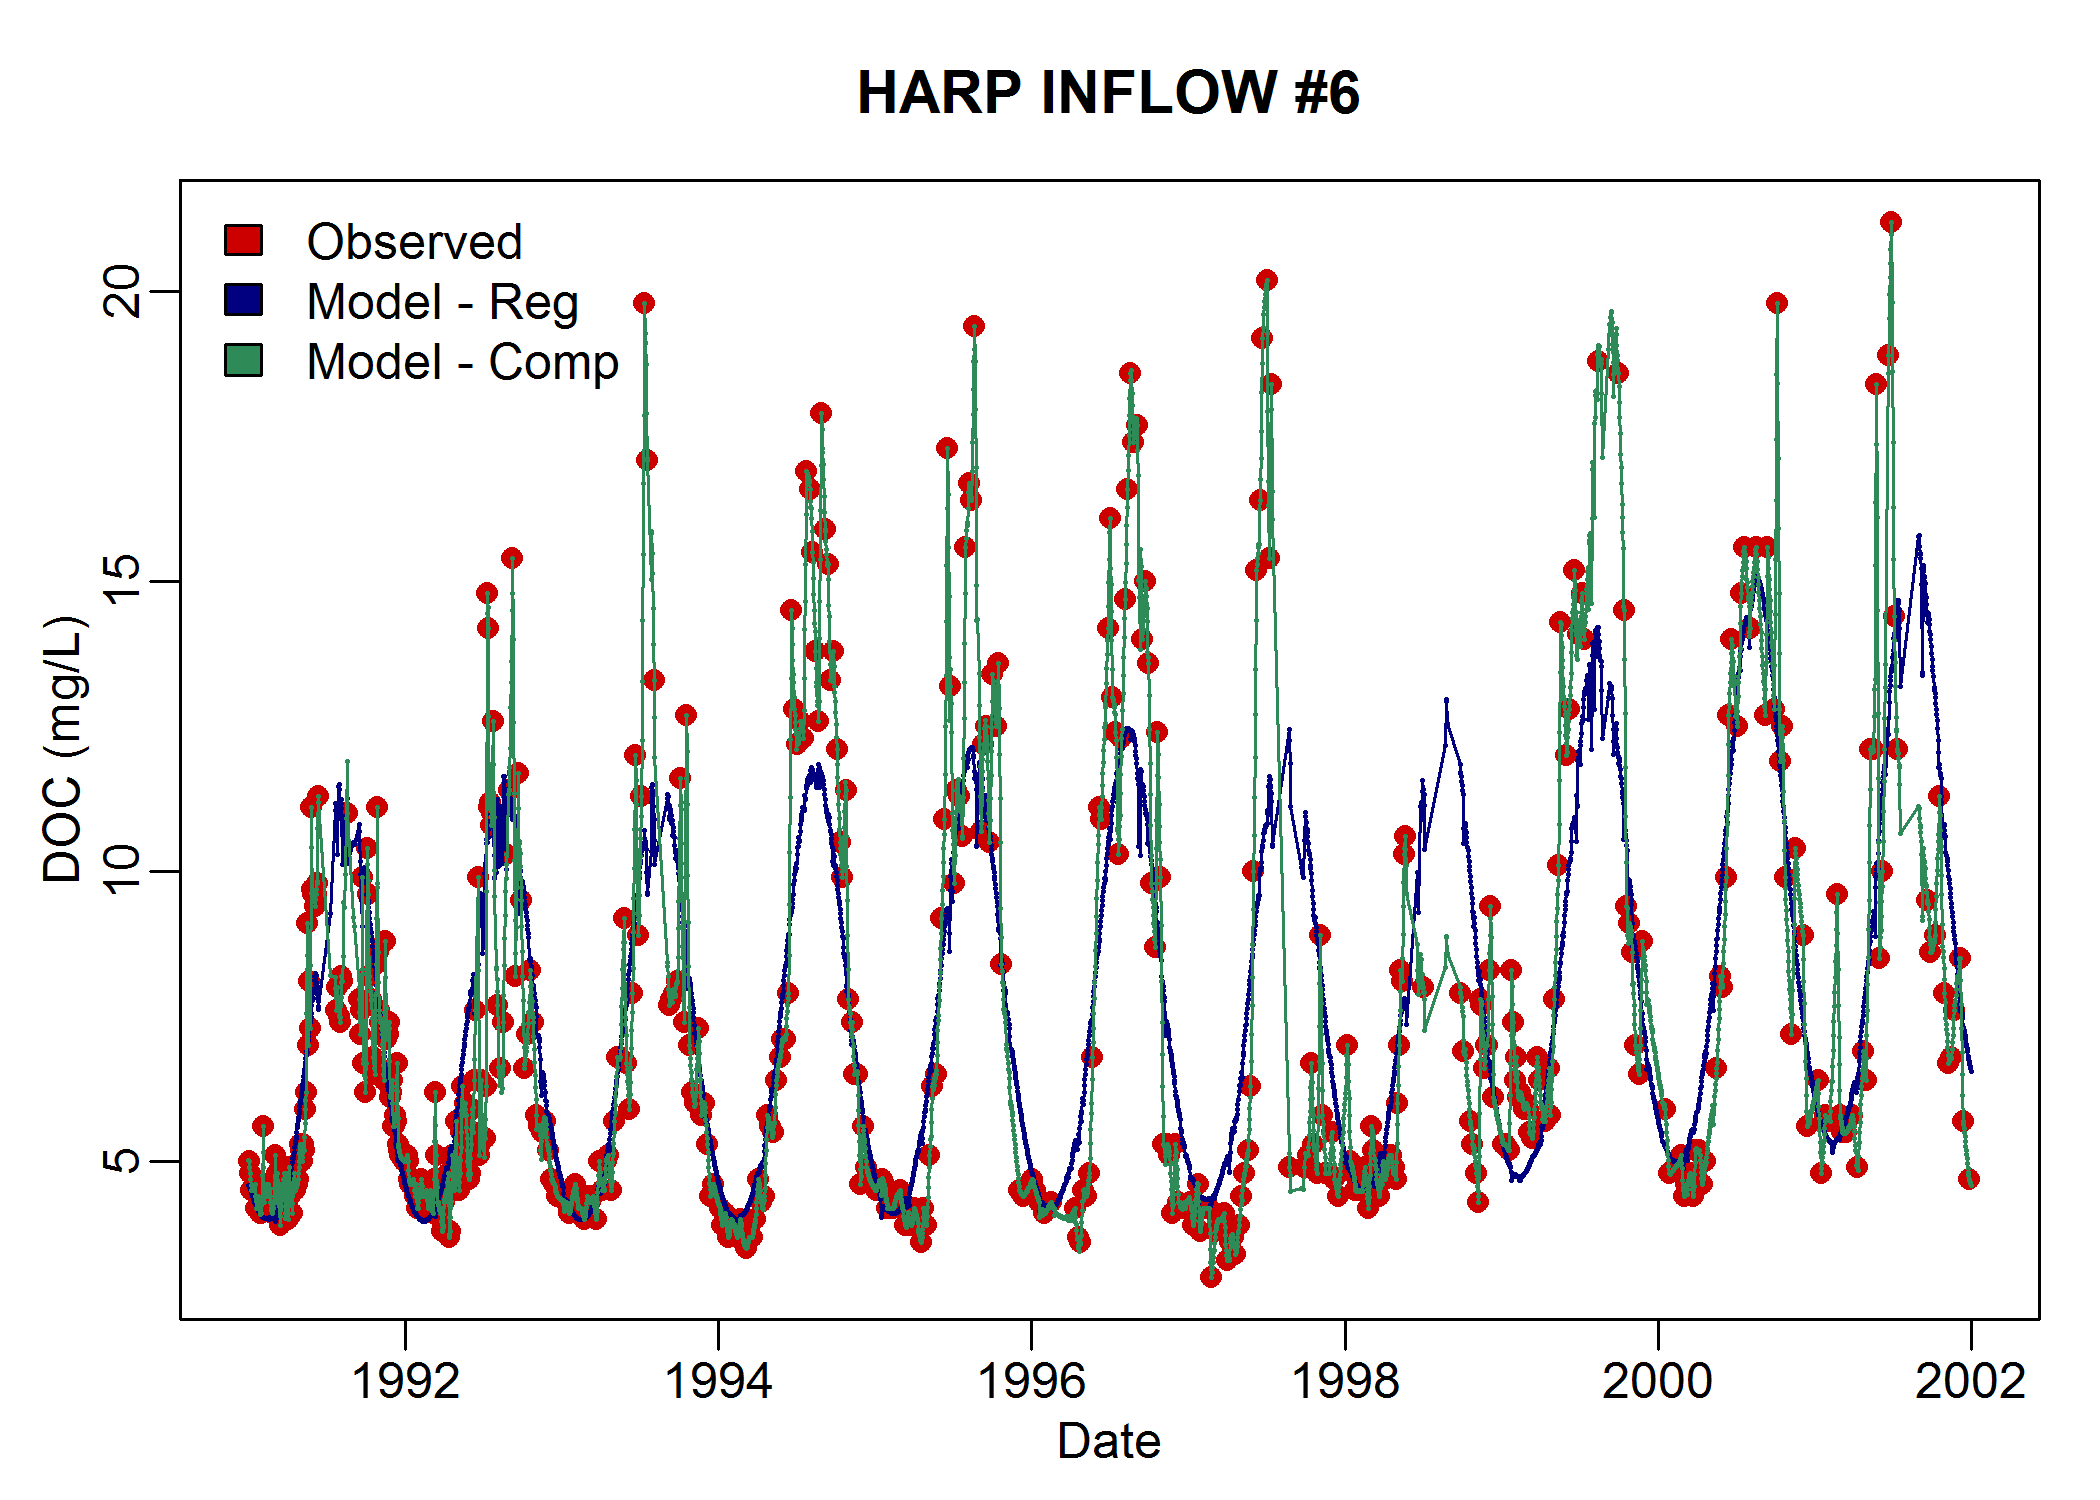 HARP INFLOW #6
Observed
Model - Reg
Model - Comp
DOC (mg/L)
20
15
10
5
1992 1994 1996 1998 2000 2002
Date